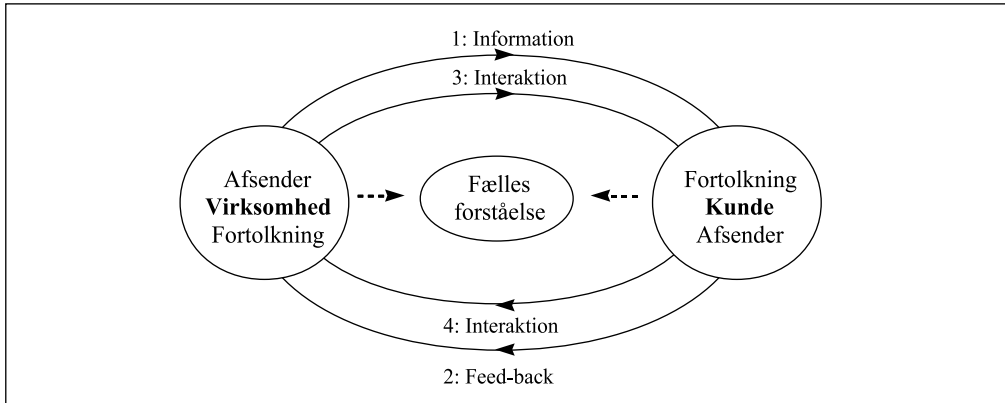 1: Information
3: Interaktion
Afsender
Virksomhed
Fortolkning
Fælles
forståelse
Fortolkning
Kunde
Afsender
4: Interaktion
2: Feed-back